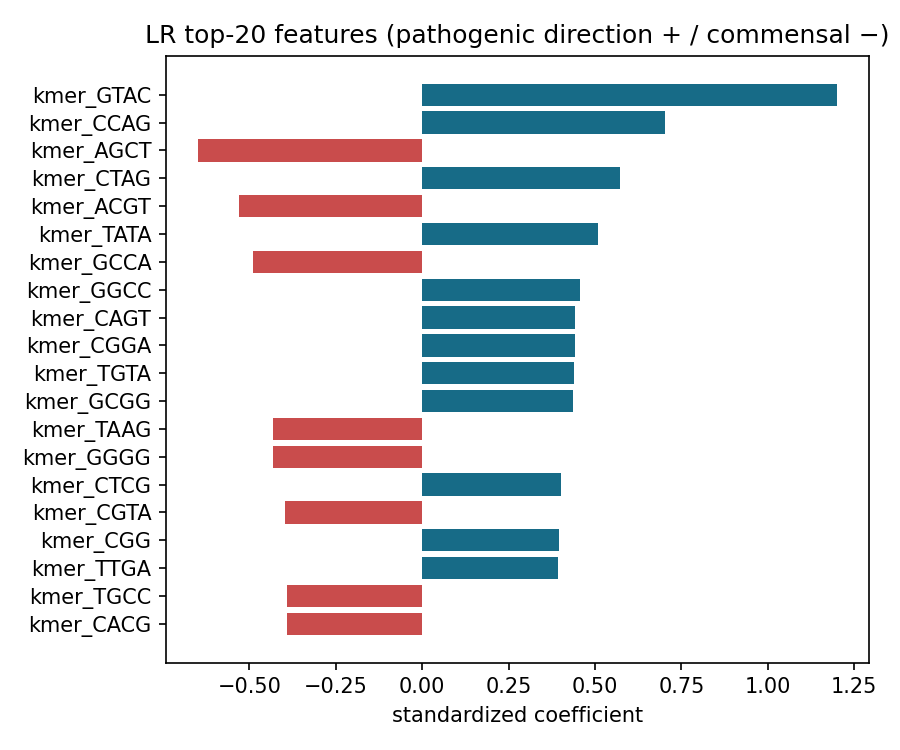 LR top-20 features (pathogenic direction + / commensal −)
kmer_GTAC
kmer_CCAG
kmer_AGCT
kmer_CTAG
kmer_ACGT
kmer_TATA
kmer_GCCA
kmer_GGCC
kmer_CAGT
kmer_CGGA
kmer_TGTA
kmer_GCGG
kmer_TAAG
kmer_GGGG
kmer_CTCG
kmer_CGTA
kmer_CGG
kmer_TTGA
kmer_TGCC
kmer_CACG
−0.50 −0.25 0.00 0.25 0.50 0.75 1.00 1.25
standardized coefficient